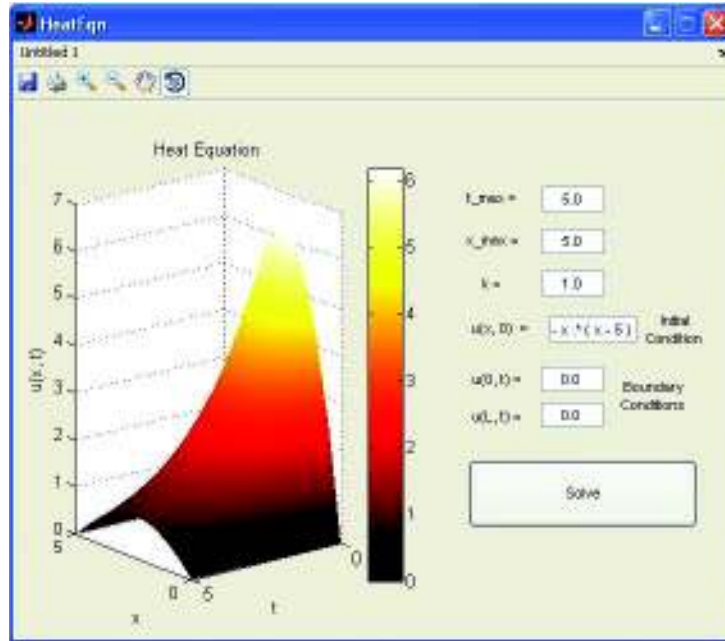 HeatEqn
Untitled 1
Heat Equation
7
6
5
4
3
2
1
0
u(x, t)
5
0
x
5
0
t
6
5
4
3
2
1
0
t_max = 5.0
x_max = 5.0
k = 1.0
u(x, 0) = -x *( x - 5) Initial Condition
u(0,t) = 0.0
Boundary Conditions
u(L,t) = 0.0
Solve